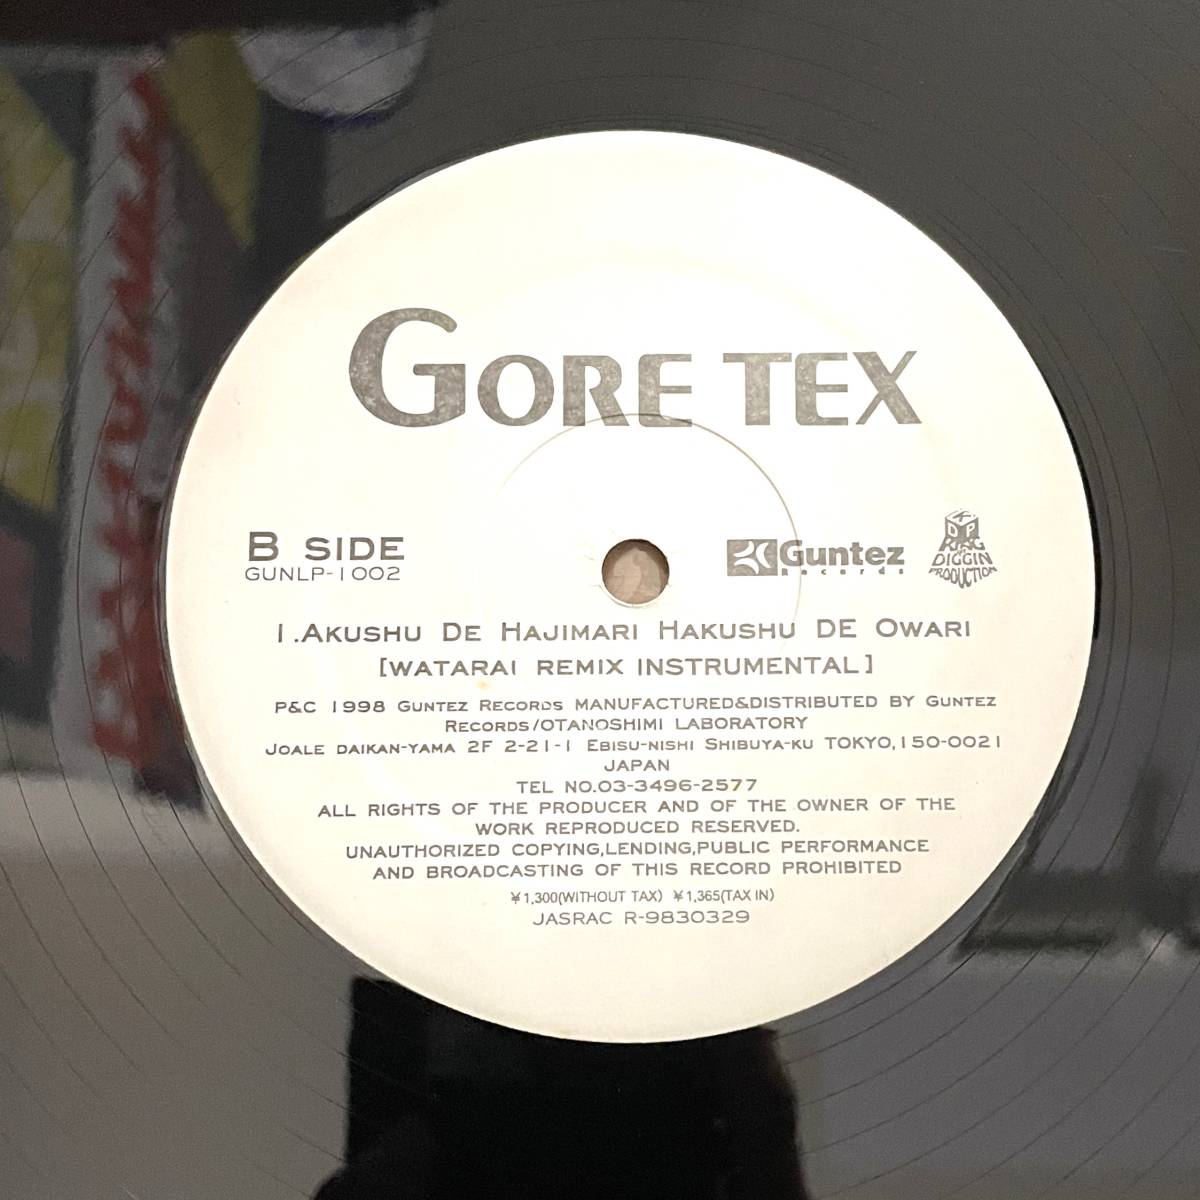 GORE TEX
B SIDE
GUNLP-1002
Guntez
Records
K
D P
KING
DIGGIN
PRODUCTION
1.AKUSHU DE HAJIMARI HAKUSHU DE OWARI
[WATARAI REMIX INSTRUMENTAL]
P&C 1998 GUNTEZ RECORDS MANUFACTURED&DISTRIBUTED BY GUNTEZ
RECORDS/OTANOSHIMI LABORATORY
JOALE DAIKAN-YAMA 2F 2-21-1 EBISU-NISHI SHIBUYA-KU TOKYO,150-0021
JAPAN
TEL NO.03-3496-2577
ALL RIGHTS OF THE PRODUCER AND OF THE OWNER OF THE
WORK REPRODUCED RESERVED.
UNAUTHORIZED COPYING,LENDING,PUBLIC PERFORMANCE
AND BROADCASTING OF THIS RECORD PROHIBITED
¥1,300(WITHOUT TAX) ¥1,365(TAX IN)
JASRAC R-9830329